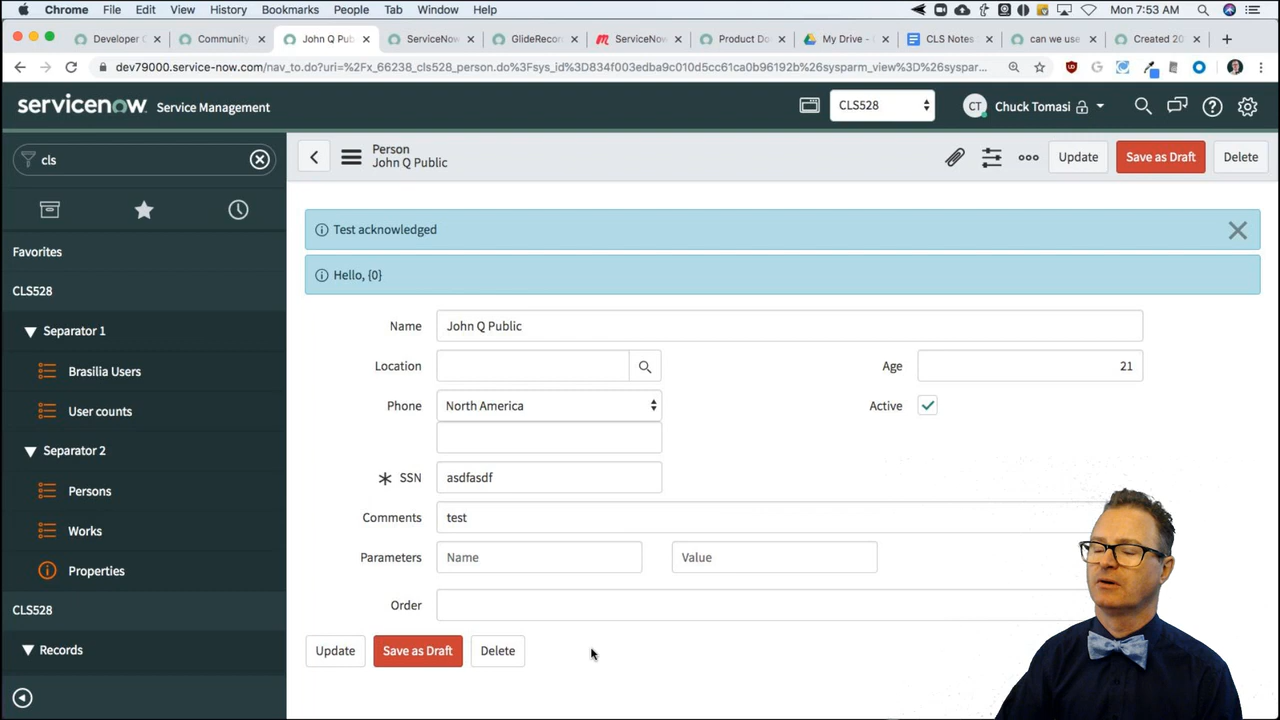 Chrome File Edit View History Bookmarks People Tab Window Help Mon 7:53 AM
Developer C Community John Q Pub ServiceNow GlideRecor ServiceNow Product Do My Drive - CLS Notes can we use Created 20
dev79000.service-now.com/nav_to.do?uri=%2Fx_66238_cls528_person.do%3Fsys_id%3D834f003edba9c010d5cc61ca0b96192b%26sysparm_view%3D%26syspar...
servicenow Service Management CLS528 CT Chuck Tomasi
cls
Person
John Q Public
Update Save as Draft Delete
Favorites
CLS528
Separator 1
Brasilia Users
User counts
Separator 2
Persons
Works
Properties
CLS528
Records
Test acknowledged
Hello, {0}
Name John Q Public
Location Age 21
Phone North America Active
SSN asdfasdf
Comments test
Parameters Name Value
Order
Update Save as Draft Delete